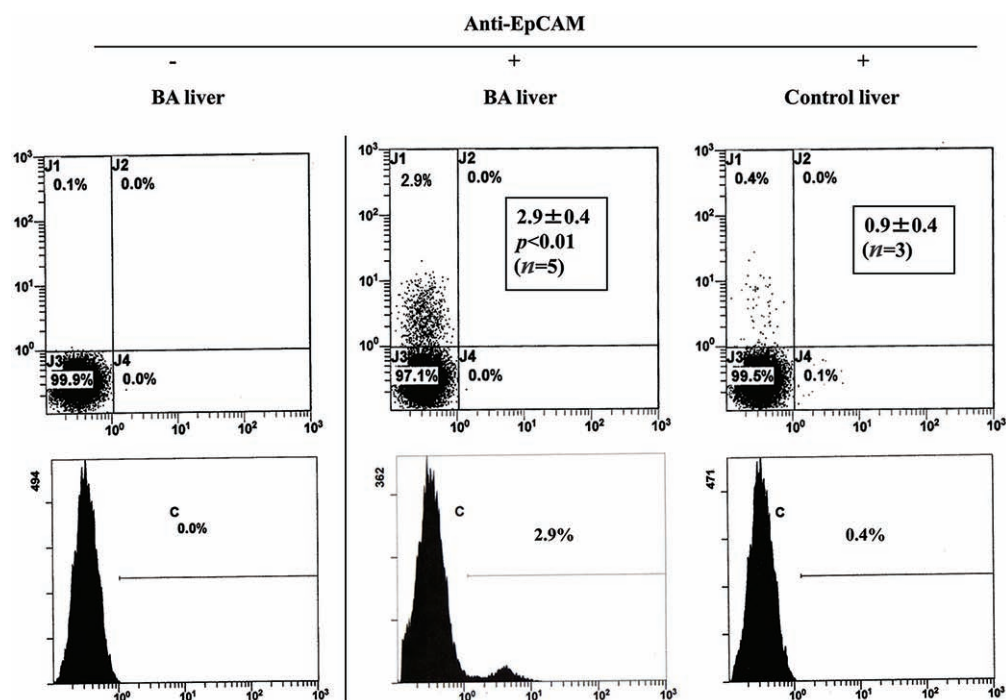 Anti-EpCAM
- + +
BA liver BA liver Control liver
10³ 10³ 10³
J1 J2 J1 J2 J1 J2
0.1% 0.0% 2.9% 0.0% 0.4% 0.0%
10² 10² 10²
2.9±0.4 0.9±0.4
p<0.01 (n=3)
(n=5)
10¹ 10¹ 10¹
10⁰ 10⁰ 10⁰
J3 J4 J3 J4 J3 J4
99.9% 0.0% 97.1% 0.0% 99.5% 0.1%
10⁰ 10¹ 10² 10³ 10⁰ 10¹ 10² 10³ 10⁰ 10¹ 10² 10³
494 362 471
C C C
0.0% 2.9% 0.4%
10⁰ 10¹ 10² 10³ 10⁰ 10¹ 10² 10³ 10⁰ 10¹ 10² 10³